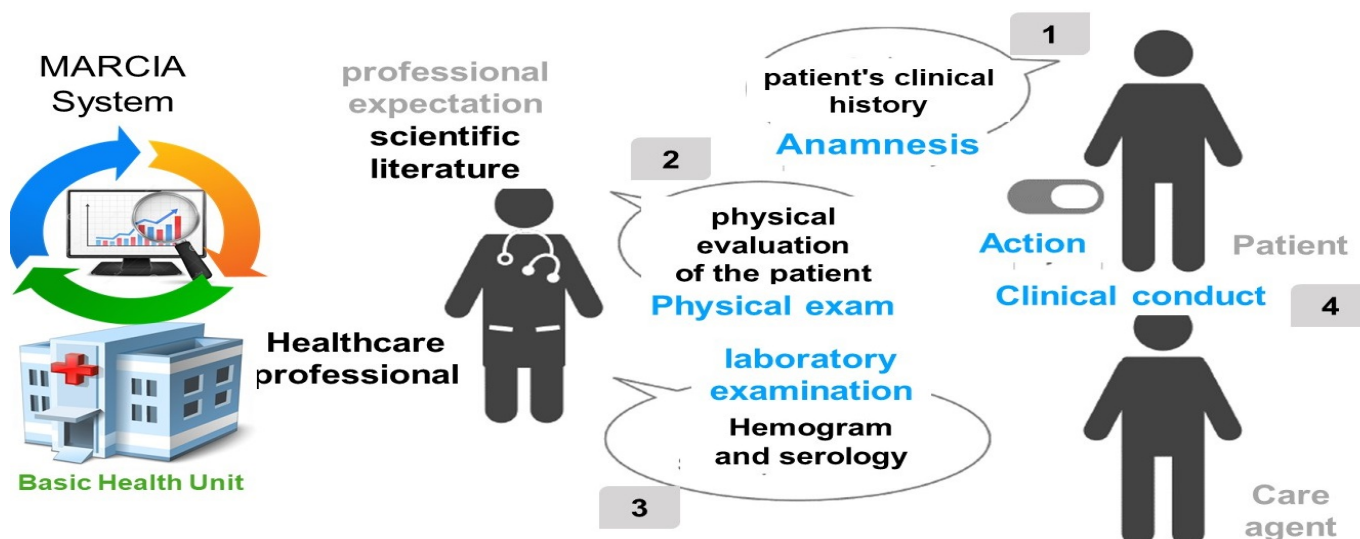 MARCIA
System
Basic Health Unit
professional
expectation
scientific
literature
Healthcare
professional
1
patient's clinical
history
Anamnesis
2
physical
evaluation
of the patient
Physical exam
laboratory
examination
Hemogram
and serology
3
Action
Patient
Clinical conduct
4
Care
agent